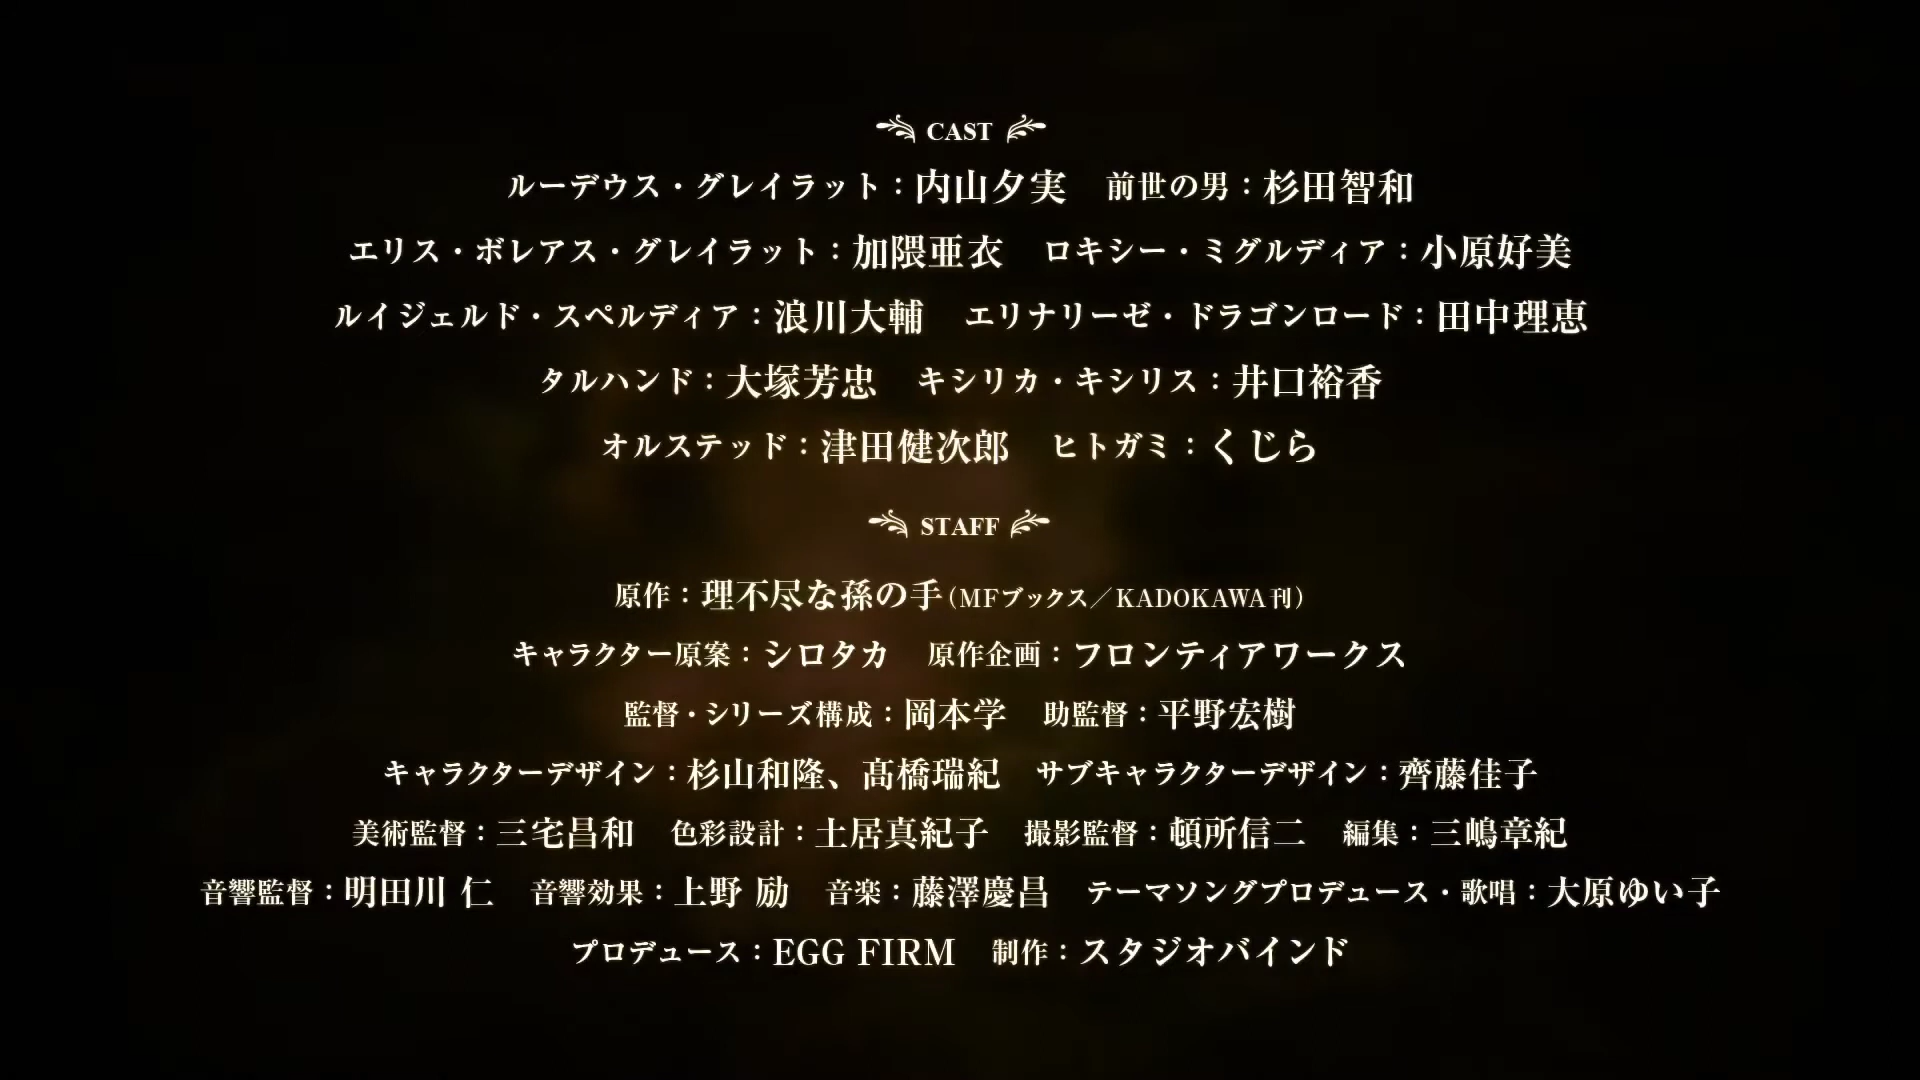 CAST
ルーデウス・グレイラット：内山夕実　前世の男：杉田智和
エリス・ボレアス・グレイラット：加隈亜衣　ロキシー・ミグルディア：小原好美
ルイジェルド・スペルディア：浪川大輔　エリナリーゼ・ドラゴンロード：田中理恵
タルハンド：大塚芳忠　キシリカ・キシリス：井口裕香
オルステッド：津田健次郎　ヒトガミ：くじら
STAFF
原作：理不尽な孫の手（MFブックス／KADOKAWA刊）
キャラクター原案：シロタカ　原作企画：フロンティアワークス
監督・シリーズ構成：岡本学　助監督：平野宏樹
キャラクターデザイン：杉山和隆、髙橋瑞紀　サブキャラクターデザイン：齊藤佳子
美術監督：三宅昌和　色彩設計：土居真紀子　撮影監督：頓所信二　編集：三嶋章紀
音響監督：明田川 仁　音響効果：上野 励　音楽：藤澤慶昌　テーマソングプロデュース・歌唱：大原ゆい子
プロデュース：EGG FIRM　制作：スタジオバインド